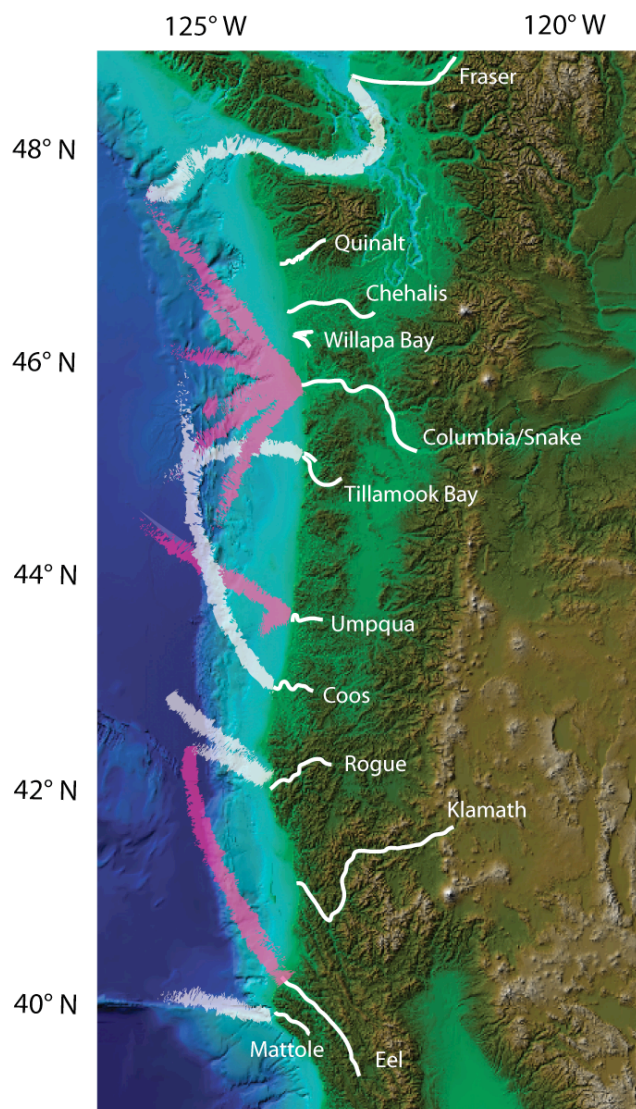 125° W
120° W
Fraser
48° N
Quinalt
Chehalis
Willapa Bay
46° N
Columbia/Snake
Tillamook Bay
44° N
Umpqua
Coos
Rogue
42° N
Klamath
40° N
Mattole
Eel